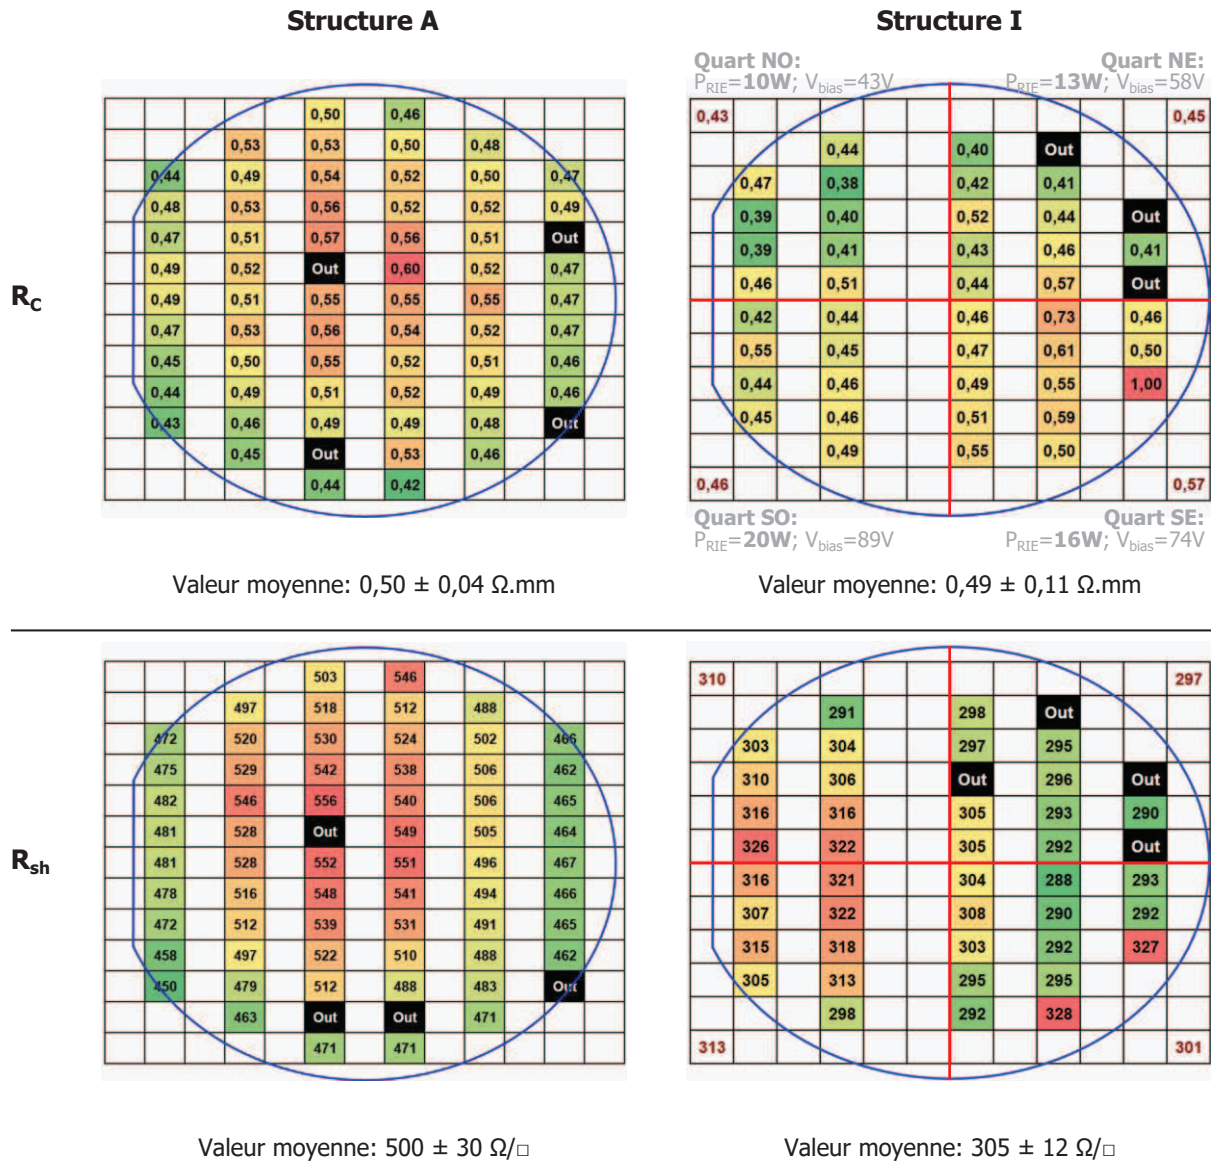 Structure A
Structure I
Quart NO:
Quart NE:
P_RIE=10W; V_bias=43V
P_RIE=13W; V_bias=58V
R_C
0,50 0,46
0,53 0,53 0,50 0,48
0,44 0,49 0,54 0,52 0,50 0,47
0,48 0,53 0,56 0,52 0,52 0,49
0,47 0,51 0,57 0,56 0,51 Out
0,49 0,52 Out 0,60 0,52 0,47
0,49 0,51 0,55 0,55 0,55 0,47
0,47 0,53 0,56 0,54 0,52 0,47
0,45 0,50 0,55 0,52 0,51 0,46
0,44 0,49 0,51 0,52 0,49 0,46
0,43 0,46 0,49 0,49 0,48 Out
0,45 Out 0,53 0,46
0,44 0,42
0,43 0,45
0,44 0,40 Out
0,47 0,38 0,42 0,41
0,39 0,40 0,52 0,44 Out
0,39 0,41 0,43 0,46 0,41
0,46 0,51 0,44 0,57 Out
0,42 0,44 0,46 0,73 0,46
0,55 0,45 0,47 0,61 0,50
0,44 0,46 0,49 0,55 1,00
0,45 0,46 0,51 0,59
0,49 0,55 0,50
0,46 0,57
Quart SO:
Quart SE:
P_RIE=20W; V_bias=89V
P_RIE=16W; V_bias=74V
Valeur moyenne: 0,50 ± 0,04 Ω.mm
Valeur moyenne: 0,49 ± 0,11 Ω.mm
R_sh
503 546
497 518 512 488
472 520 530 524 502 466
475 529 542 538 506 462
482 546 556 540 506 465
481 528 Out 549 505 464
481 528 552 551 496 467
478 516 548 541 494 466
472 512 539 531 491 465
458 497 522 510 488 462
450 479 512 488 483 Out
463 Out Out 471
471 471
310 297
291 298 Out
303 304 297 295
310 306 Out 296 Out
316 316 305 293 290
326 322 305 292 Out
316 321 304 288 293
307 322 308 290 292
315 318 303 292 327
305 313 295 295
298 292 328
313 301
Valeur moyenne: 500 ± 30 Ω/□
Valeur moyenne: 305 ± 12 Ω/□